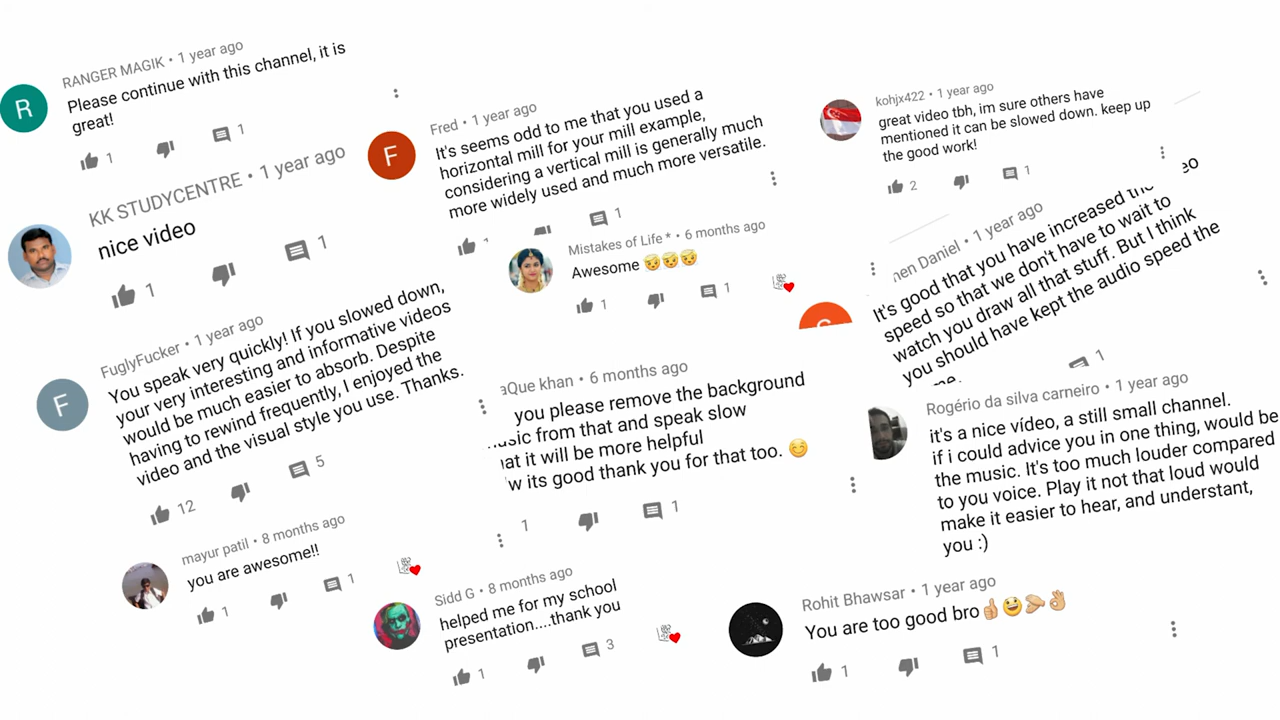 RANGER MAGIK • 1 year ago
Please continue with this channel, it is
great!
1
1
R
KK STUDYCENTRE • 1 year ago
nice video
1
1
FuglyFucker • 1 year ago
You speak very quickly! If you slowed down,
your very interesting and informative videos
would be much easier to absorb. Despite
having to rewind frequently, I enjoyed the
video and the visual style you use. Thanks.
F
12
5
mayur patil • 8 months ago
you are awesome!!
1
1
Fred • 1 year ago
It's seems odd to me that you used a
horizontal mill for your mill example,
considering a vertical mill is generally much
more widely used and much more versatile.
F
1
Mistakes of Life * • 6 months ago
Awesome 😇😇😇
1
1
khan • 6 months ago
you please remove the background
from that and speak slow
it will be more helpful
its good thank you for that too. 😊
1
1
Sidd G • 8 months ago
helped me for my school
presentation....thank you
1
3
kohjx422 • 1 year ago
great video tbh, im sure others have
mentioned it can be slowed down. keep up
the good work!
2
1
Daniel • 1 year ago
It's good that you have increased the
speed so that we don't have to wait to
watch you draw all that stuff. But I think
you should have kept the audio speed the
1
Rogério da silva carneiro • 1 year ago
it's a nice vídeo, a still small channel.
if i could advice you in one thing, would be
the music. It's too much louder compared
to you voice. Play it not that loud would
make it easier to hear, and understant,
you :)
Rohit Bhawsar • 1 year ago
You are too good bro👍😃🫴👌
1
1